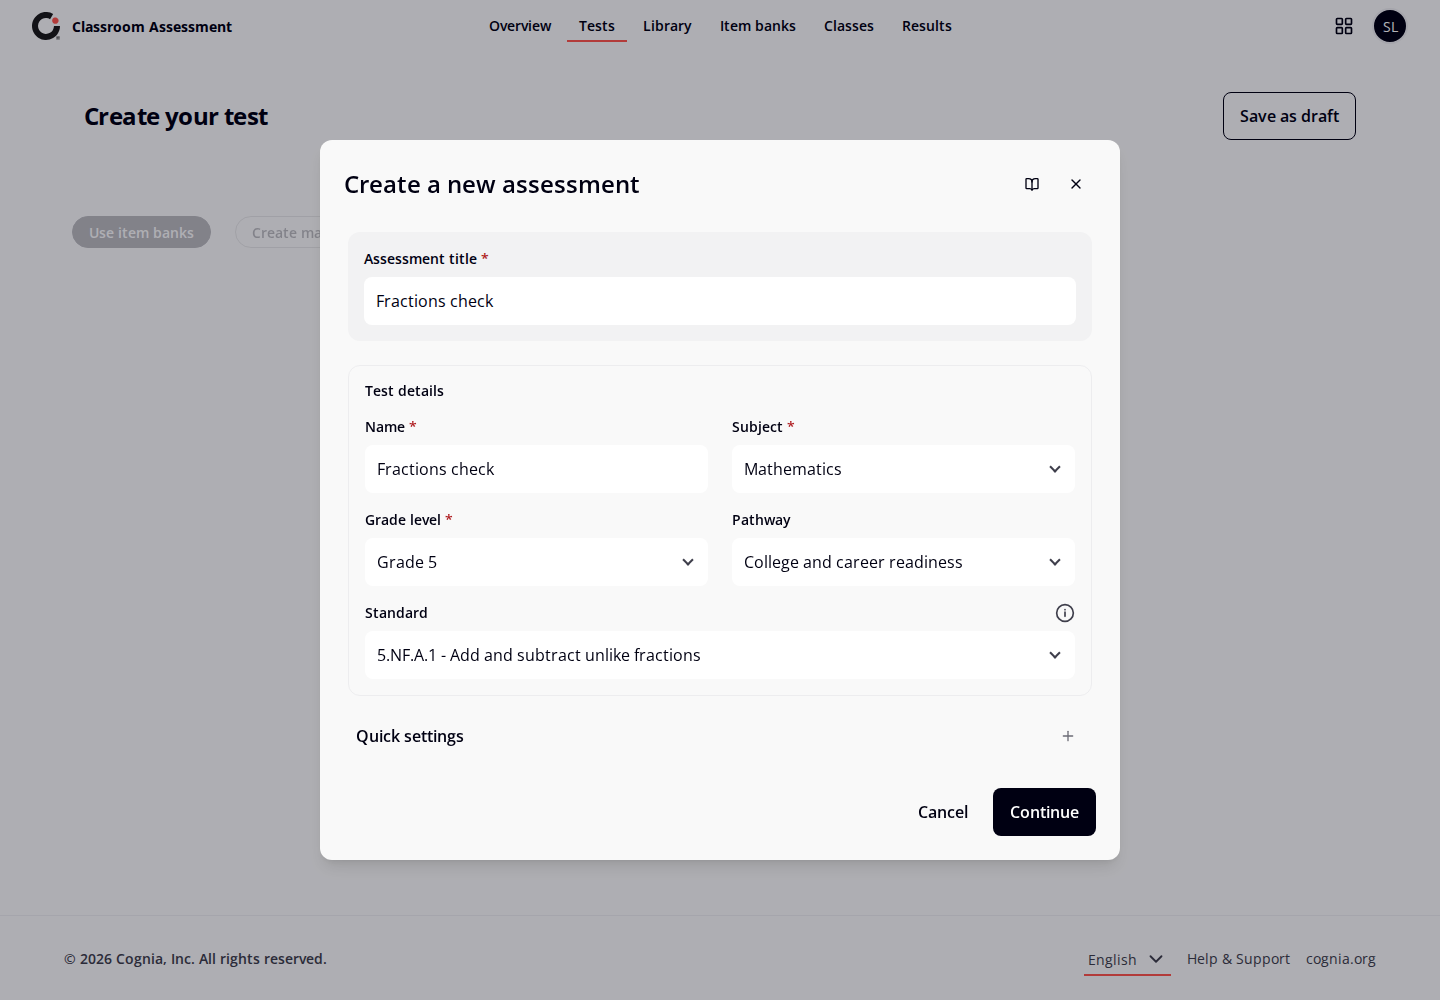 Classroom Assessment
Overview
Tests
Library
Item banks
Classes
Results
SL
Create your test
Save as draft
Use item banks
Create ma
Create a new assessment
Assessment title *
Fractions check
Test details
Name *
Subject *
Fractions check
Mathematics
Grade level *
Pathway
Grade 5
College and career readiness
Standard
5.NF.A.1 - Add and subtract unlike fractions
Quick settings
Cancel
Continue
© 2026 Cognia, Inc. All rights reserved.
English
Help & Support
cognia.org